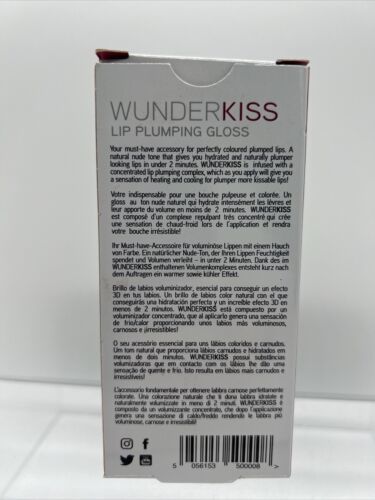 WUNDERKISS
LIP PLUMPING GLOSS
Your must-have accessory for perfectly coloured plumped lips. A
natural nude tone that gives you hydrated and naturally plumper
looking lips in under 2 minutes. WUNDERKISS is infused with a
concentrated lip plumping complex, which as you apply will give you
a sensation of heating and cooling for plumper more kissable lips!
Votre indispensable pour une bouche pulpeuse et colorée. Un
gloss au ton nude naturel qui hydrate intensément les lèvres et
leur apporte du volume en moins de 2 minutes. WUNDERKISS
est composé d'un complexe repulpant très concentré qui crée
une sensation de chaud-froid lors de l'application et rendra
votre bouche irrésistible!
Ihr Must-have-Accessoire für voluminöse Lippen mit einem Hauch
von Farbe. Ein natürlicher Nude-Ton, der Ihren Lippen Feuchtigkeit
spendet und Volumen verleiht – in unter 2 Minuten. Dank des im
WUNDERKISS enthaltenen Volumenkomplexes entsteht kurz nach
dem Auftragen ein warmer sowie kühler Effekt.
Brillo de labios voluminizador, esencial para conseguir un efecto
3D en tus labios. Un brillo de labios color natural con el que
conseguirás una hidratación perfecta y un increíble efecto 3D en
menos de 2 minutos. WUNDERKISS está compuesto por un
voluminizador concentrado, que al aplicarlo genera una sensación
de frío/calor proporcionando unos labios más voluminosos,
carnosos e ¡irresistibles!
O seu acessório essencial para uns lábios coloridos e carnudos.
Um tom natural que proporciona lábios carnudos e hidratados em
menos de dois minutos. WUNDERKISS possui substâncias
volumizadoras que em contacto com os lábios cria uma sensação
de quente e frio. Isto resulta em lábios mais carnudos e
irresistíveis!
L'accessorio fondamentale per ottenere labbra carnose perfettamente
colorate. Una colorazione naturale che ti dona labbra idratate e
naturalmente volumizzate in meno di 2 minuti. WUNDERKISS è
composto da un volumizzante concentrato, che dopo l'applicazione
genera una sensazione di caldo/freddo rendendo le labbra più
voluminose, carnose e irresistibili!
5 056153 500008 >